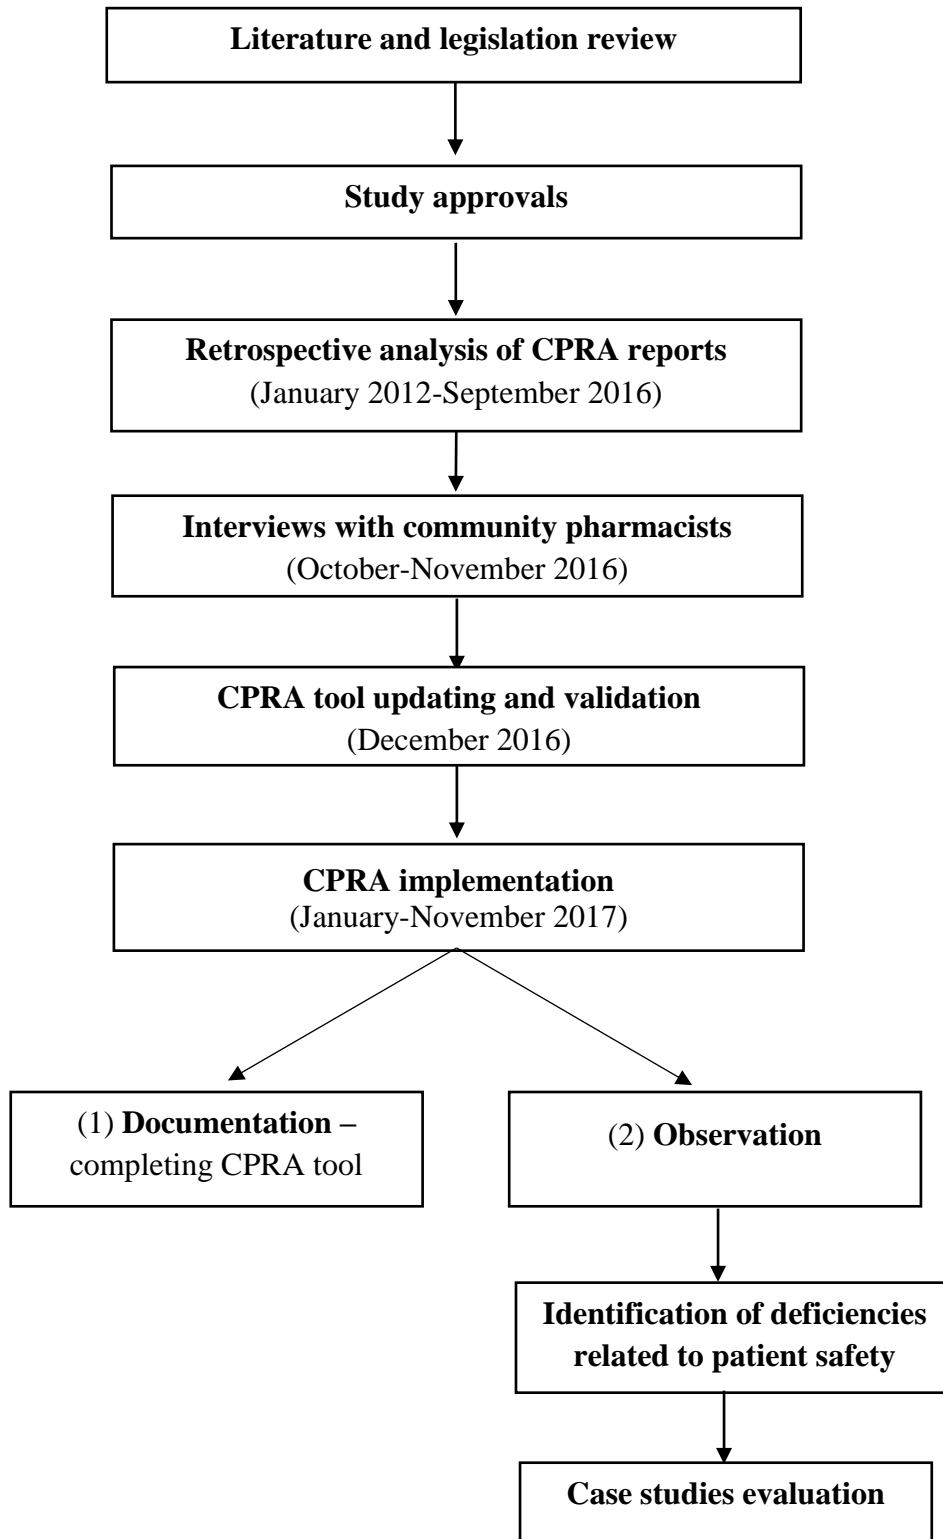 Literature and legislation review
Study approvals
Retrospective analysis of CPRA reports
(January 2012-September 2016)
Interviews with community pharmacists
(October-November 2016)
CPRA tool updating and validation
(December 2016)
CPRA implementation
(January-November 2017)
(1) Documentation –
completing CPRA tool
(2) Observation
Identification of deficiencies
related to patient safety
Case studies evaluation